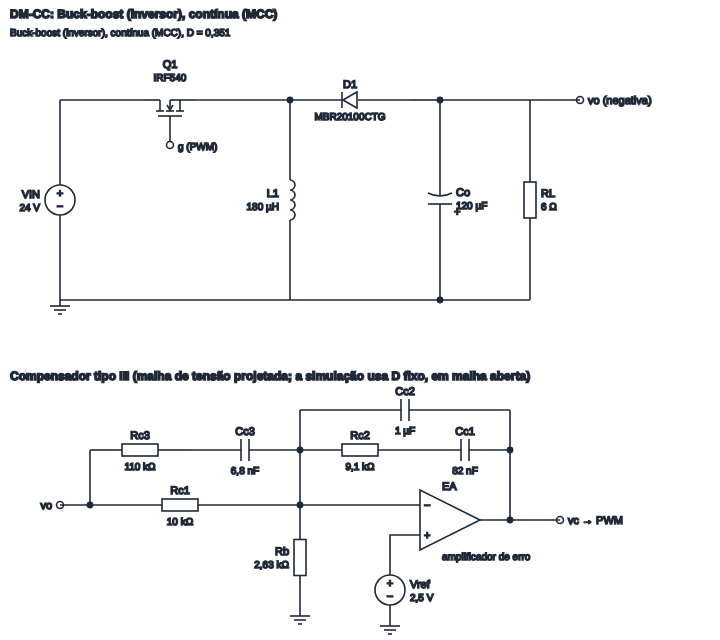 DM-CC: Buck-boost (inversor), contínua (MCC)
Buck-boost (inversor), contínua (MCC), D = 0,351
Q1
IRF540
D1
vo (negativa)
MBR20100CTG
g (PWM)
VIN
24 V
+
−
L1
180 µH
Co
120 µF
+
RL
6 Ω
Compensador tipo III (malha de tensão projetada; a simulação usa D fixo, em malha aberta)
Cc2
1 µF
Rc3
110 kΩ
Cc3
6,8 nF
Rc2
9,1 kΩ
Cc1
82 nF
EA
vo
Rc1
10 kΩ
−
+
vc → PWM
amplificador de erro
Rb
2,63 kΩ
+
−
Vref
2,5 V